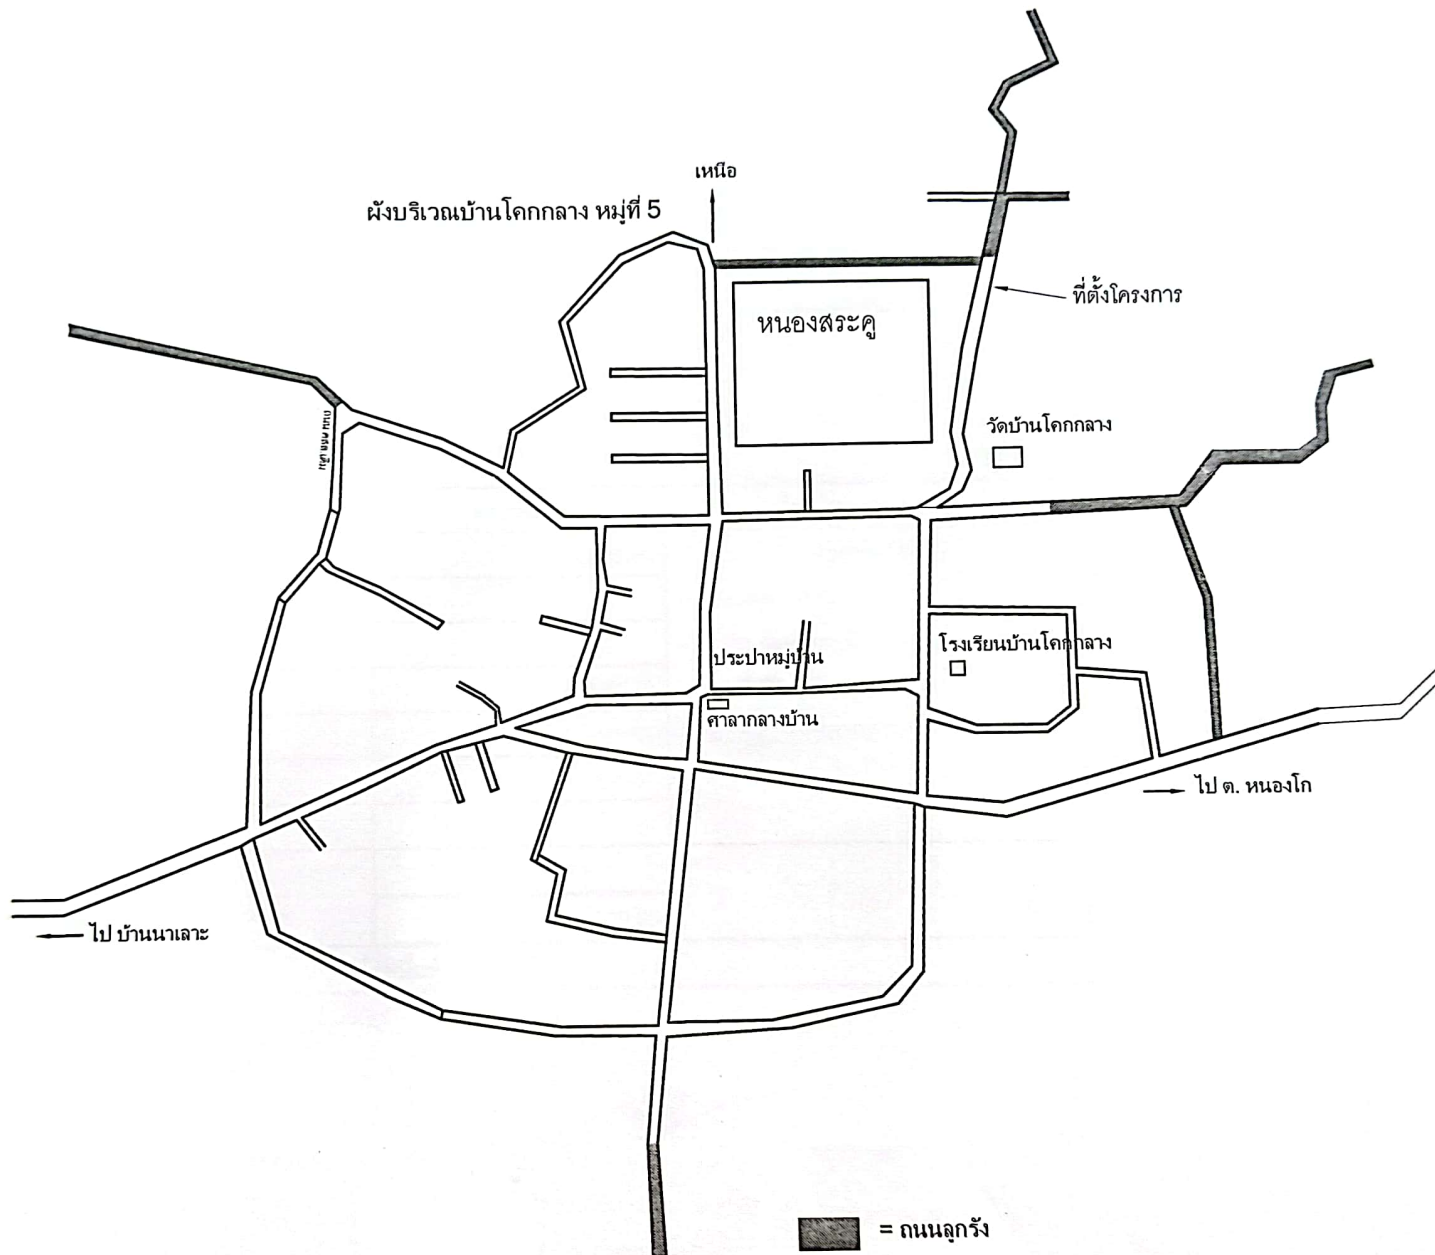 เหนือ
ผังบริเวณบ้านโคกกลาง หมู่ที่ 5
ที่ตั้งโครงการ
หนองสระคู
วัดบ้านโคกกลาง
โรงเรียนบ้านโคกกลาง
ประปาหมู่บ้าน
ศาลากลางบ้าน
ไป ต. หนองโก
ไป บ้านนาเลาะ
= ถนนลูกรัง